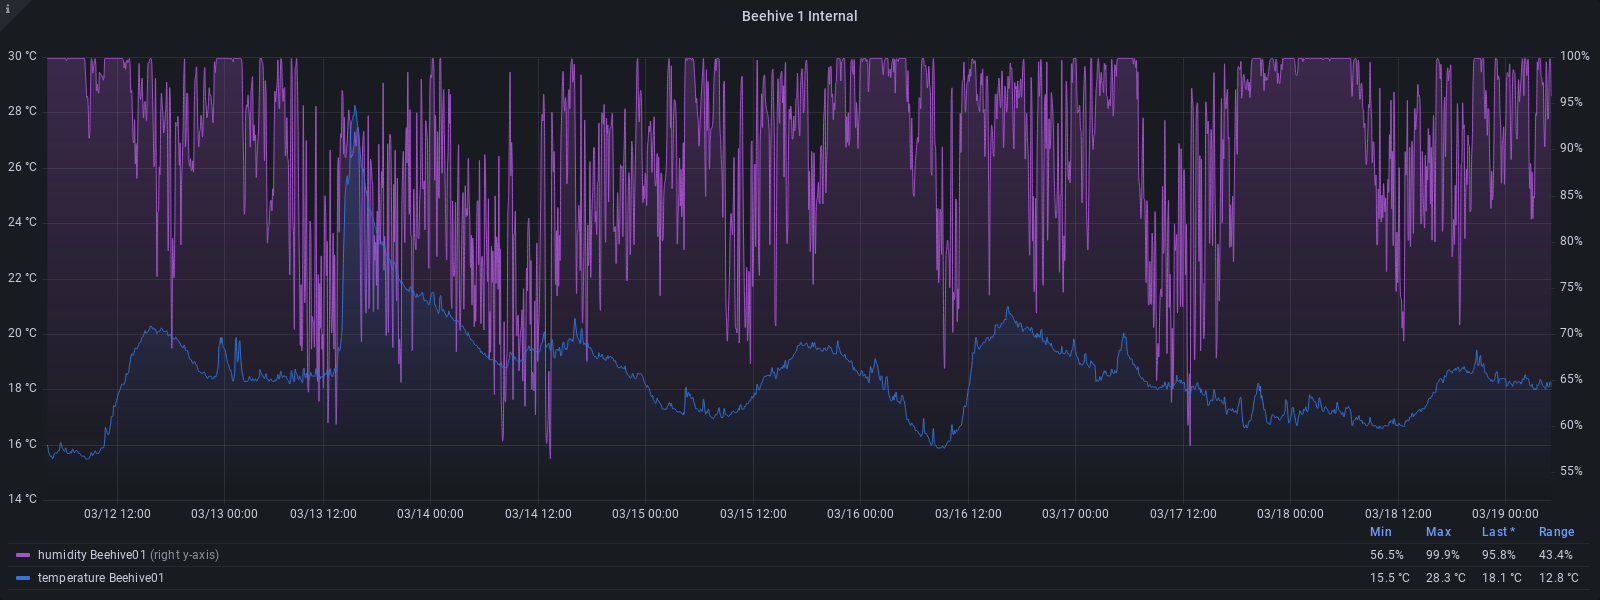 i
Beehive 1 Internal
30 °C 100%
28 °C 95%
26 °C 90%
24 °C 85%
22 °C 80%
20 °C 75%
18 °C 70%
16 °C 65%
14 °C 60%
55%
03/12 12:00 03/13 00:00 03/13 12:00 03/14 00:00 03/14 12:00 03/15 00:00 03/15 12:00 03/16 00:00 03/16 12:00 03/17 00:00 03/17 12:00 03/18 00:00 03/18 12:00 03/19 00:00
Min Max Last * Range
humidity Beehive01 (right y-axis) 56.5% 99.9% 95.8% 43.4%
temperature Beehive01 15.5 °C 28.3 °C 18.1 °C 12.8 °C